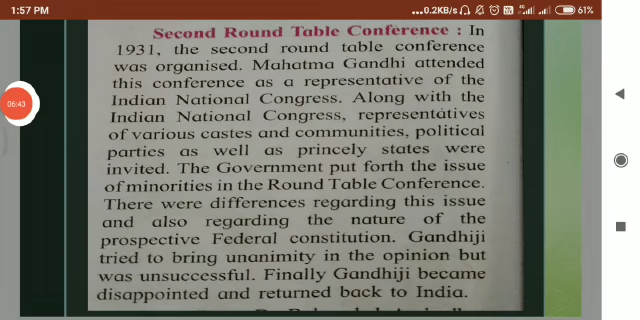 1:57 PM ...0.2KB/s 4G 61%
06:43
Second Round Table Conference : In
1931, the second round table conference
was organised. Mahatma Gandhi attended
this conference as a representative of the
Indian National Congress. Along with the
Indian National Congress, representatives
of various castes and communities, political
parties as well as princely states were
invited. The Government put forth the issue
of minorities in the Round Table Conference.
There were differences regarding this issue
and also regarding the nature of the
prospective Federal constitution. Gandhiji
tried to bring unanimity in the opinion but
was unsuccessful. Finally Gandhiji became
disappointed and returned back to India.